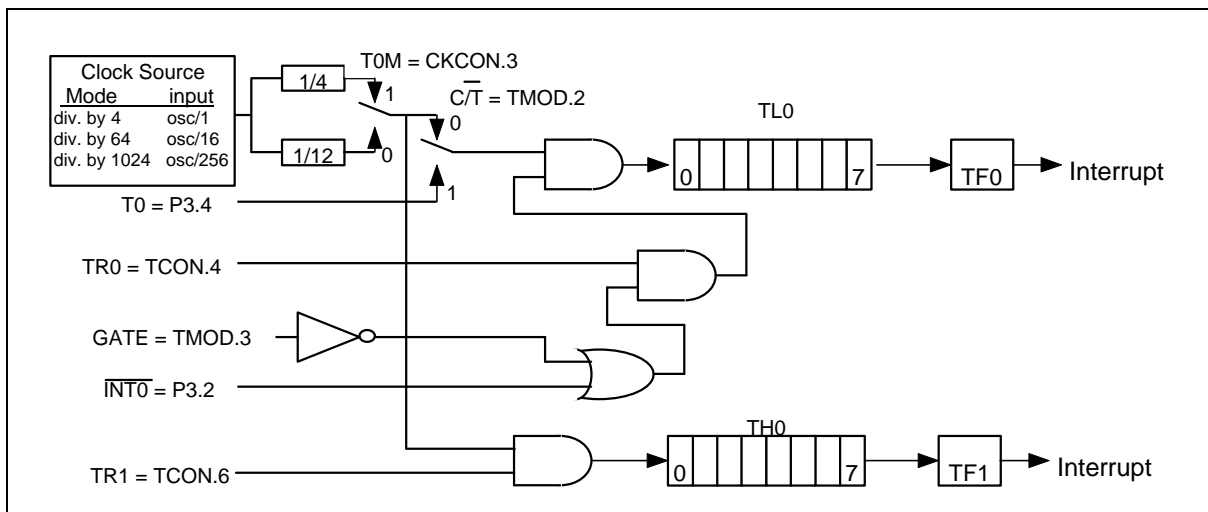 Clock Source
Mode input
div. by 4 osc/1
div. by 64 osc/16
div. by 1024 osc/256
1/4
1/12
T0M = CKCON.3
1
0
C/T̅ = TMOD.2
0
1
T0 = P3.4
TL0
0 7
TF0
Interrupt
TR0 = TCON.4
GATE = TMOD.3
I̅N̅T̅0̅ = P3.2
TR1 = TCON.6
TH0
0 7
TF1
Interrupt